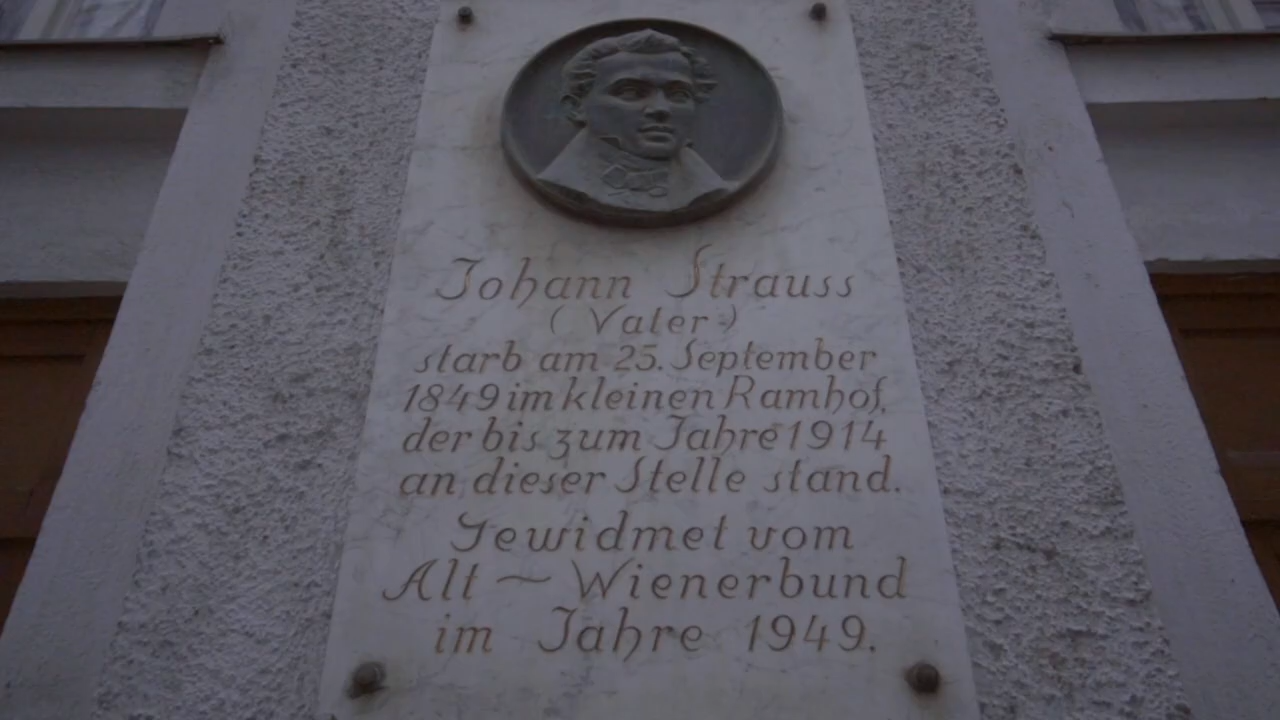 Johann Strauss
(Vater)
starb am 25. September
1849 im kleinen Ramhof,
der bis zum Jahre 1914
an dieser Stelle stand.
Gewidmet vom
Alt ~ Wienerbund
im Jahre 1949.